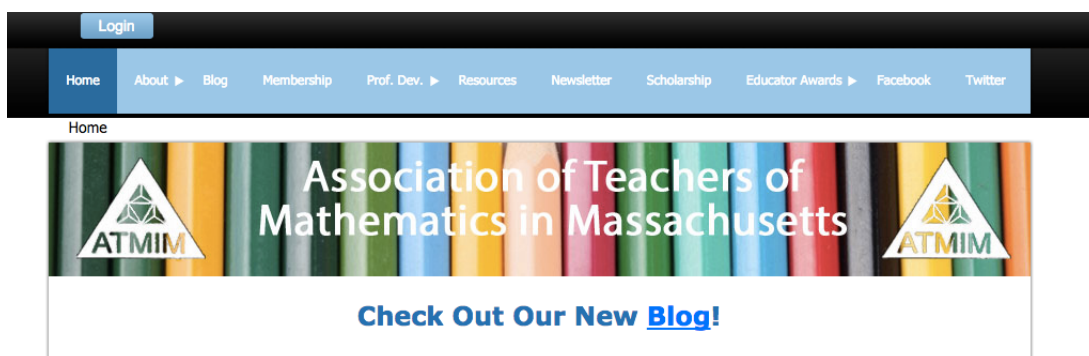 Login
Home About Blog Membership Prof. Dev. Resources Newsletter Scholarship Educator Awards Facebook Twitter
Home
Association of Teachers of
Mathematics in Massachusetts
ATMIM
ATMIM
Check Out Our New Blog!